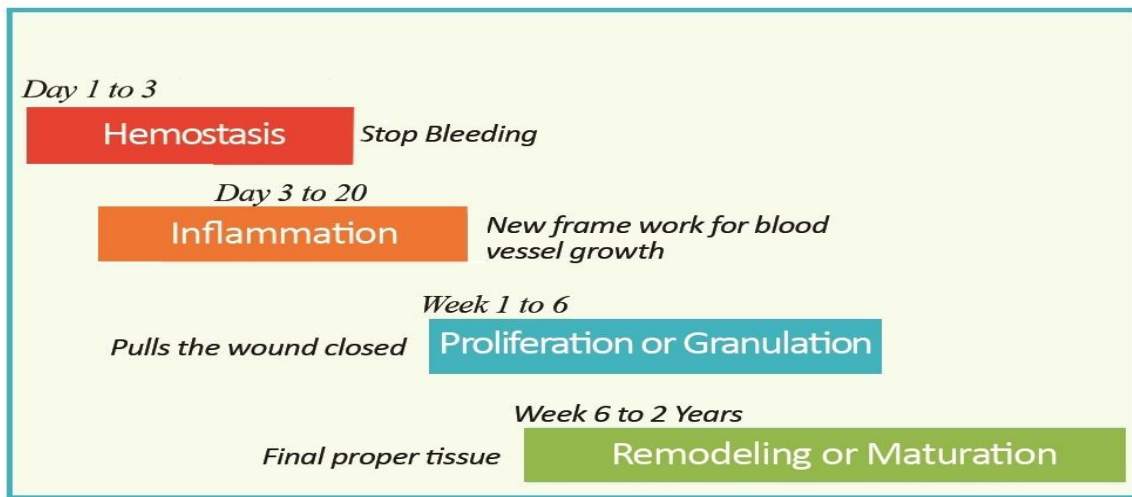 Day 1 to 3
Hemostasis
Stop Bleeding
Day 3 to 20
Inflammation
New frame work for blood
vessel growth
Week 1 to 6
Pulls the wound closed
Proliferation or Granulation
Week 6 to 2 Years
Final proper tissue
Remodeling or Maturation